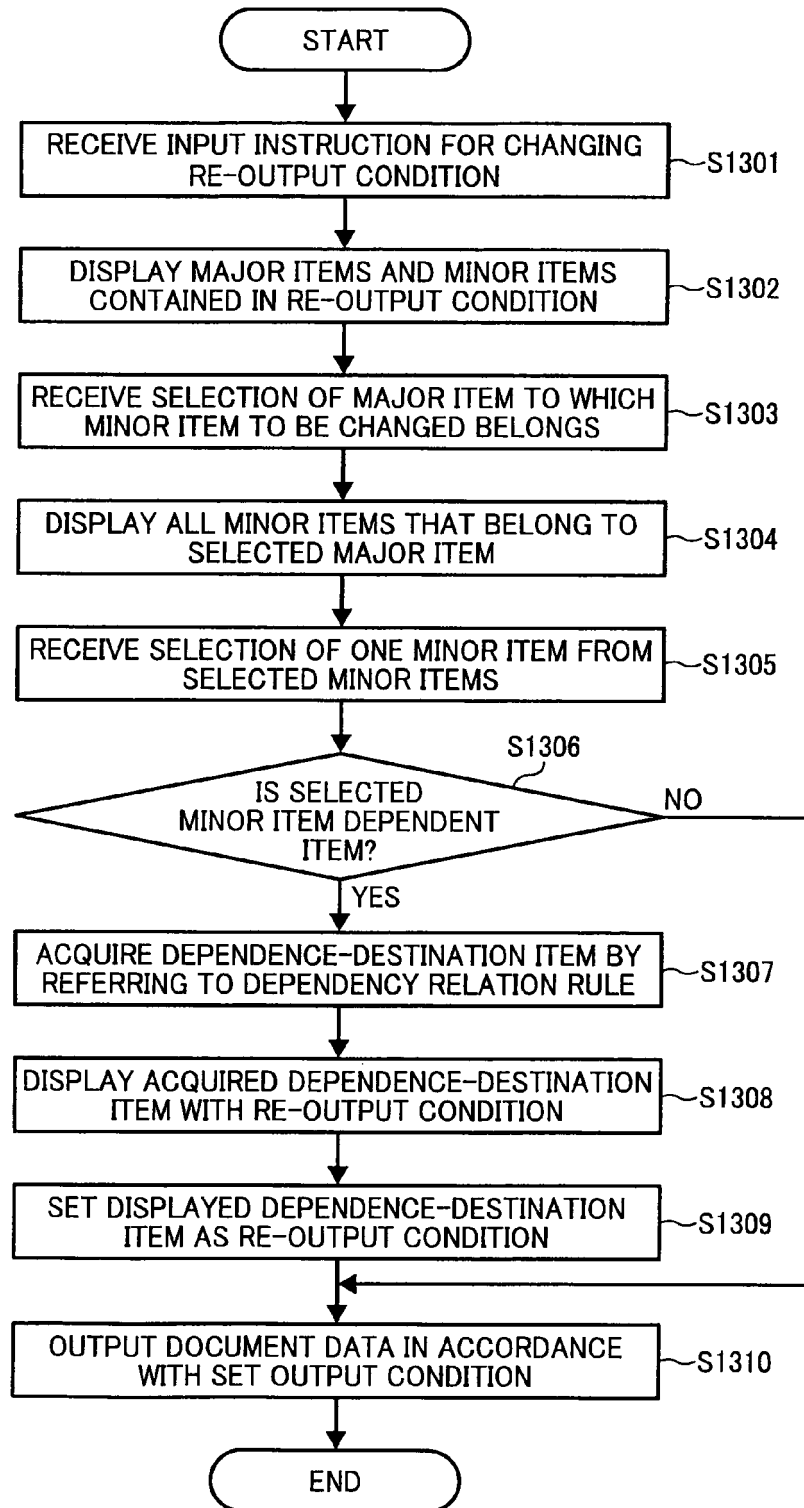 START
RECEIVE INPUT INSTRUCTION FOR CHANGING
RE-OUTPUT CONDITION
S1301
DISPLAY MAJOR ITEMS AND MINOR ITEMS
CONTAINED IN RE-OUTPUT CONDITION
S1302
RECEIVE SELECTION OF MAJOR ITEM TO WHICH
MINOR ITEM TO BE CHANGED BELONGS
S1303
DISPLAY ALL MINOR ITEMS THAT BELONG TO
SELECTED MAJOR ITEM
S1304
RECEIVE SELECTION OF ONE MINOR ITEM FROM
SELECTED MINOR ITEMS
S1305
S1306
IS SELECTED
MINOR ITEM DEPENDENT
ITEM?
NO
YES
ACQUIRE DEPENDENCE-DESTINATION ITEM BY
REFERRING TO DEPENDENCY RELATION RULE
S1307
DISPLAY ACQUIRED DEPENDENCE-DESTINATION
ITEM WITH RE-OUTPUT CONDITION
S1308
SET DISPLAYED DEPENDENCE-DESTINATION
ITEM AS RE-OUTPUT CONDITION
S1309
OUTPUT DOCUMENT DATA IN ACCORDANCE
WITH SET OUTPUT CONDITION
S1310
END